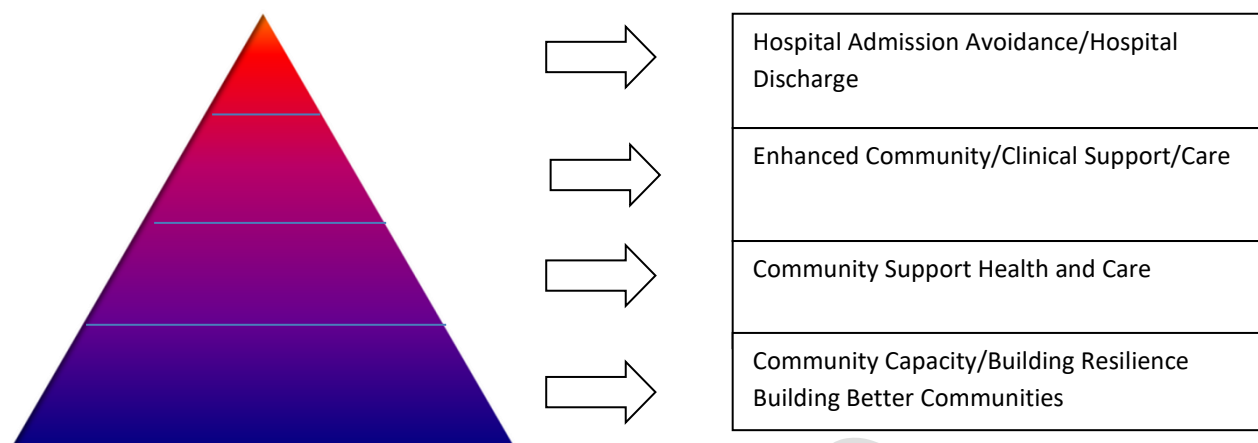 Hospital Admission Avoidance/Hospital
Discharge
Enhanced Community/Clinical Support/Care
Community Support Health and Care
Community Capacity/Building Resilience
Building Better Communities